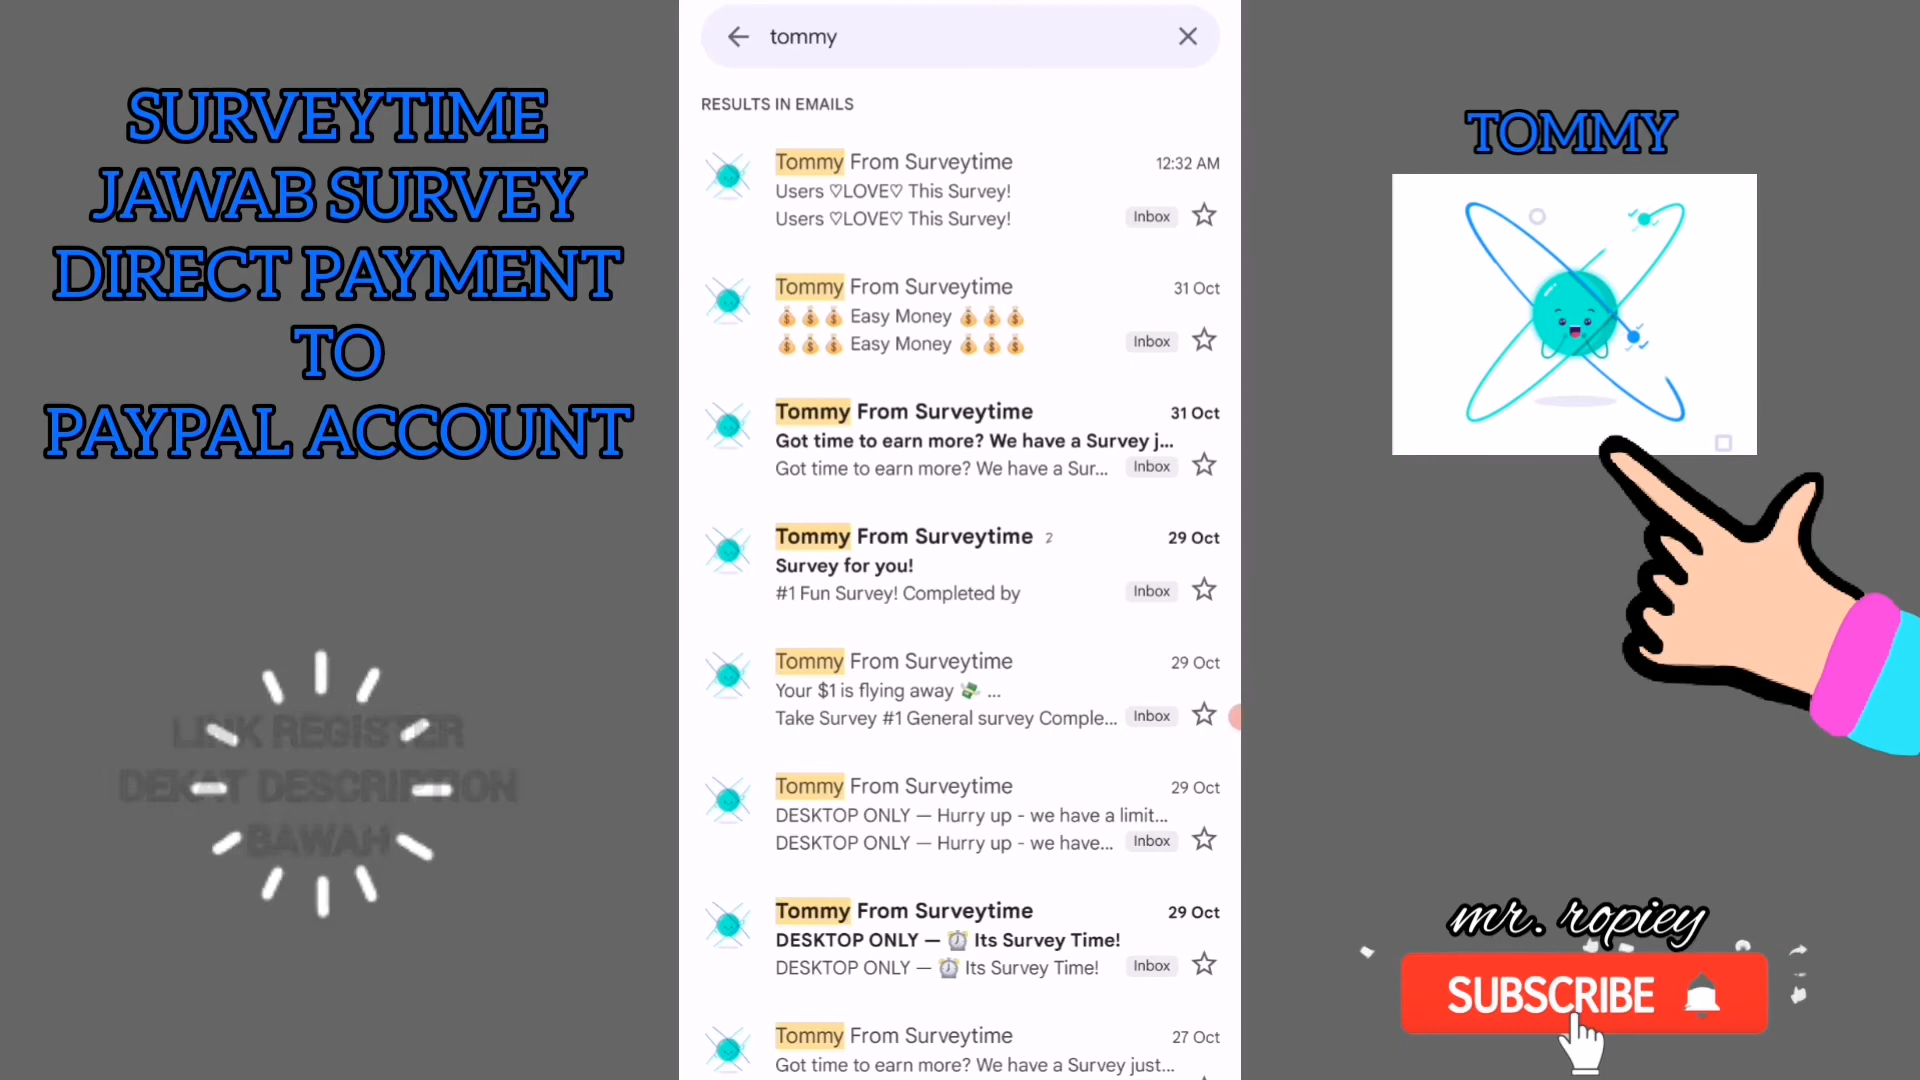 SURVEYTIME
JAWAB SURVEY
DIRECT PAYMENT
TO
PAYPAL ACCOUNT
LINK REGISTER
DEKAT DESCRIPTION
BAWAH
tommy
RESULTS IN EMAILS
Tommy From Surveytime 12:32 AM
Users ♡LOVE♡ This Survey!
Users ♡LOVE♡ This Survey! Inbox
Tommy From Surveytime 31 Oct
💰💰💰 Easy Money 💰💰💰
💰💰💰 Easy Money 💰💰💰 Inbox
Tommy From Surveytime 31 Oct
Got time to earn more? We have a Survey j...
Got time to earn more? We have a Sur... Inbox
Tommy From Surveytime 2 29 Oct
Survey for you!
#1 Fun Survey! Completed by Inbox
Tommy From Surveytime 29 Oct
Your $1 is flying away 💸 ...
Take Survey #1 General survey Comple... Inbox
Tommy From Surveytime 29 Oct
DESKTOP ONLY — Hurry up - we have a limit...
DESKTOP ONLY — Hurry up - we have... Inbox
Tommy From Surveytime 29 Oct
DESKTOP ONLY — ⏰ Its Survey Time!
DESKTOP ONLY — ⏰ Its Survey Time! Inbox
Tommy From Surveytime 27 Oct
Got time to earn more? We have a Survey just...
TOMMY
mr. ropiey
SUBSCRIBE